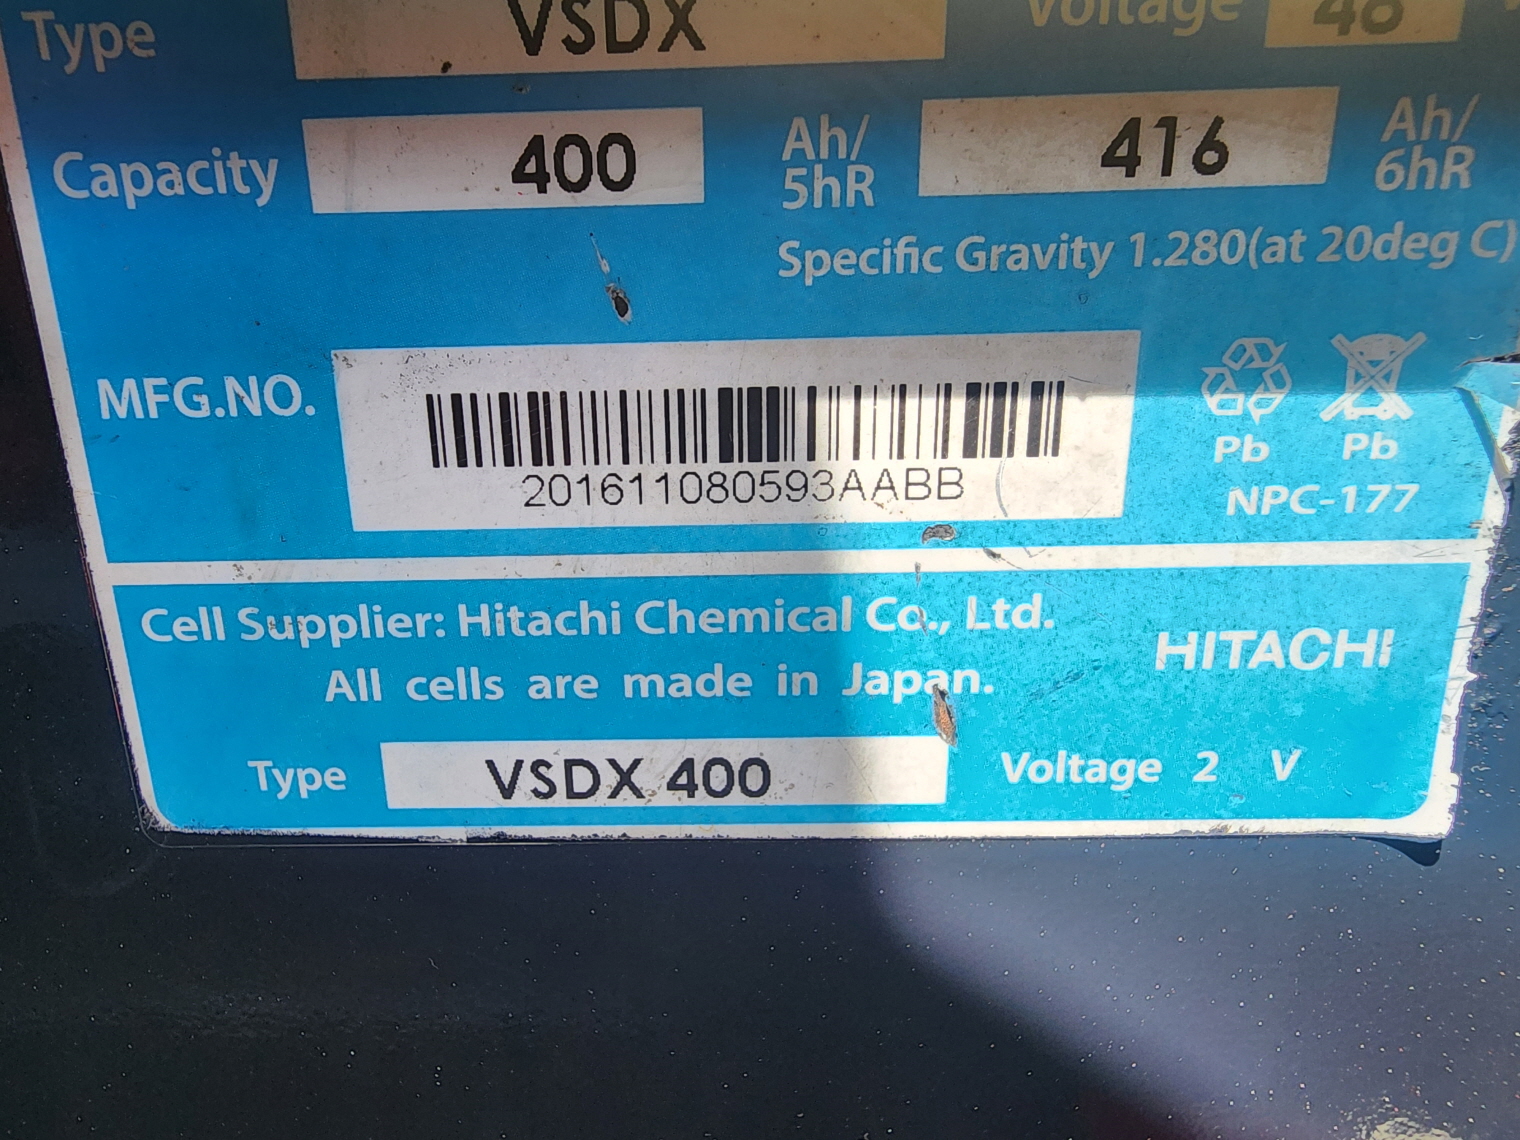 Type VSDX Voltage 48
Capacity 400 Ah/5hR 416 Ah/6hR
Specific Gravity 1.280(at 20deg C)
MFG.NO.
201611080593AABB
Pb Pb
NPC-177
Cell Supplier: Hitachi Chemical Co., Ltd.
All cells are made in Japan.
HITACHI
Type VSDX 400 Voltage 2 V